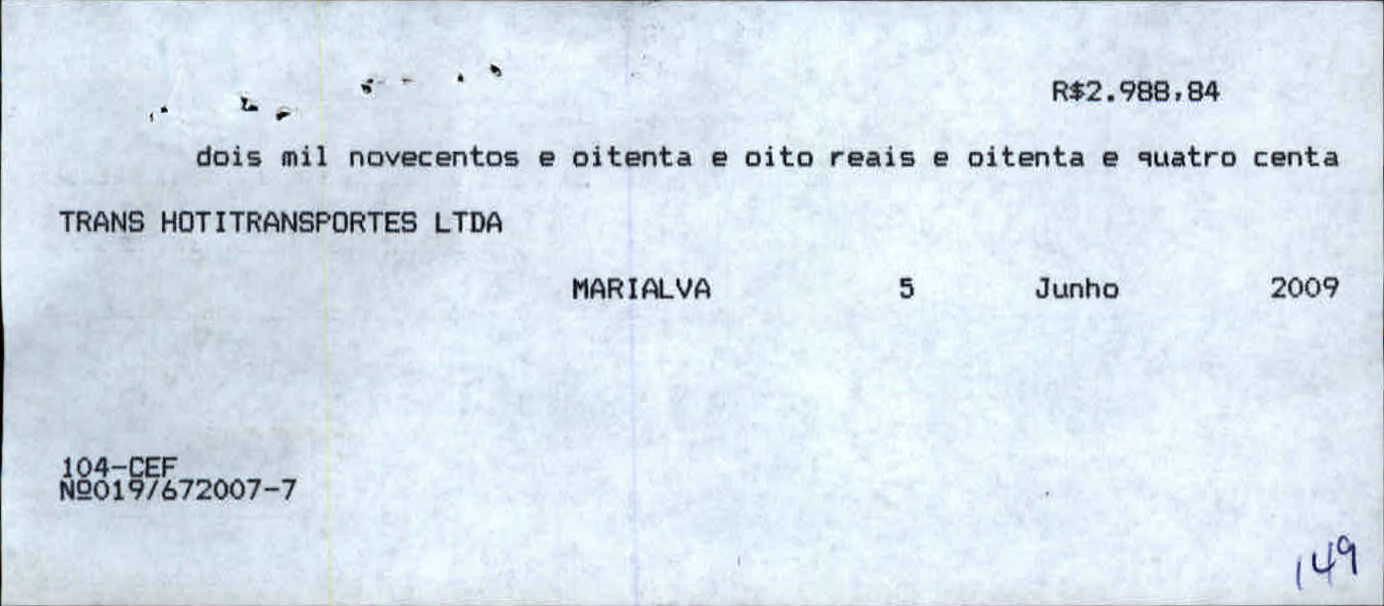 R$2.988,84
dois mil novecentos e oitenta e oito reais e oitenta e quatro centa
TRANS HOTITRANSPORTES LTDA
MARIALVA 5 Junho 2009
104-CEF
Nº019/672007-7
149